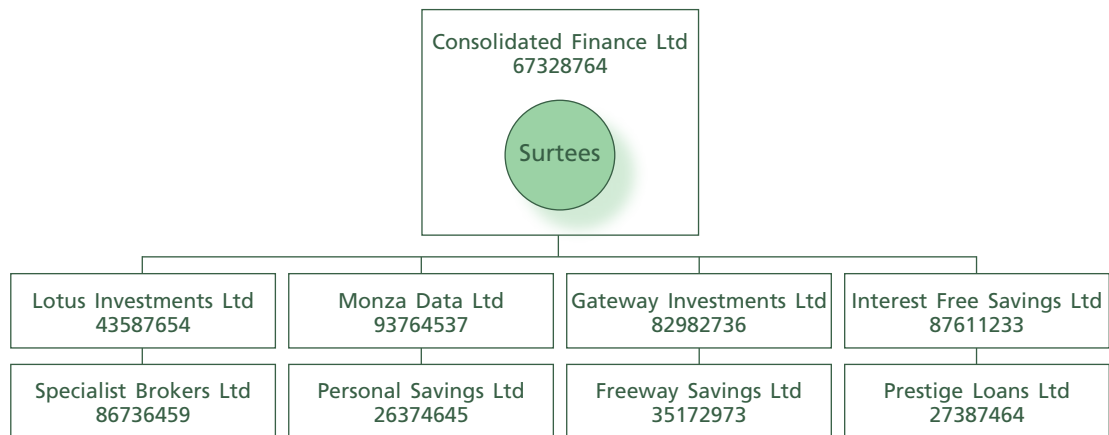 Consolidated Finance Ltd
67328764
Surtees
Lotus Investments Ltd
43587654
Monza Data Ltd
93764537
Gateway Investments Ltd
82982736
Interest Free Savings Ltd
87611233
Specialist Brokers Ltd
86736459
Personal Savings Ltd
26374645
Freeway Savings Ltd
35172973
Prestige Loans Ltd
27387464